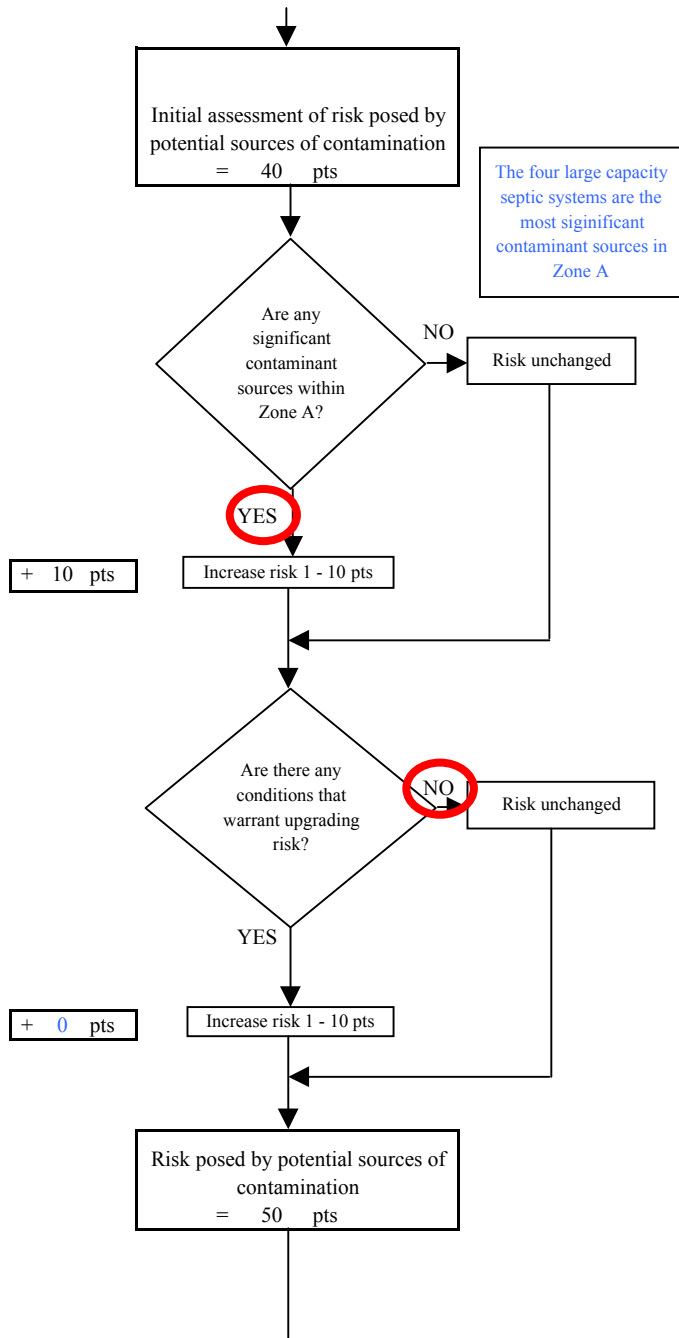 Initial assessment of risk posed by
potential sources of contamination
= 40 pts
The four large capacity
septic systems are the
most siginificant
contaminant sources in
Zone A
Are any
significant
contaminant
sources within
Zone A?
NO
Risk unchanged
YES
+ 10 pts
Increase risk 1 - 10 pts
Are there any
conditions that
warrant upgrading
risk?
NO
Risk unchanged
YES
+ 0 pts
Increase risk 1 - 10 pts
Risk posed by potential sources of
contamination
= 50 pts